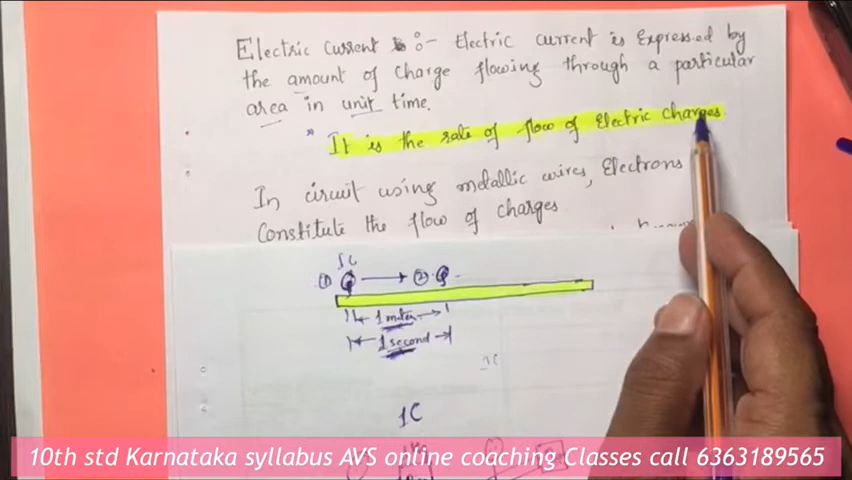 Electric current :- Electric current is Expressed by
the amount of charge flowing through a particular
area in unit time.
* It is the rate of flow of Electric charges
In circuit using metallic wires, Electrons
Constitute the flow of charges
1C
① →② 
1 meter
1 second
1C
1C
10th std Karnataka syllabus AVS online coaching Classes call 6363189565